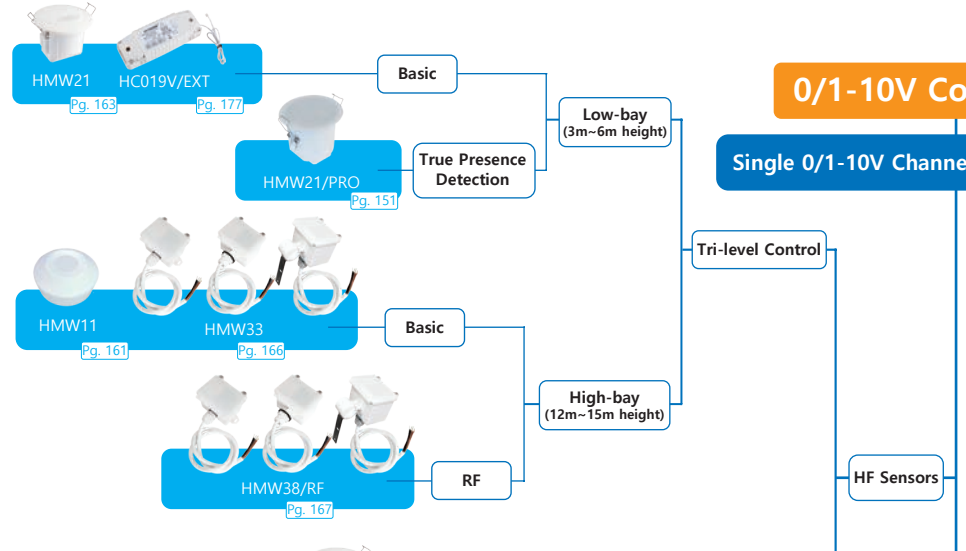 HMW21
HC019V/EXT
Pg. 163
Pg. 177
Basic
Low-bay
(3m~6m height)
HMW21/PRO
Pg. 151
True Presence
Detection
0/1-10V Co
Single 0/1-10V Channe
Tri-level Control
HMW11
HMW33
Pg. 161
Pg. 166
Basic
High-bay
(12m~15m height)
HMW38/RF
Pg. 167
RF
HF Sensors